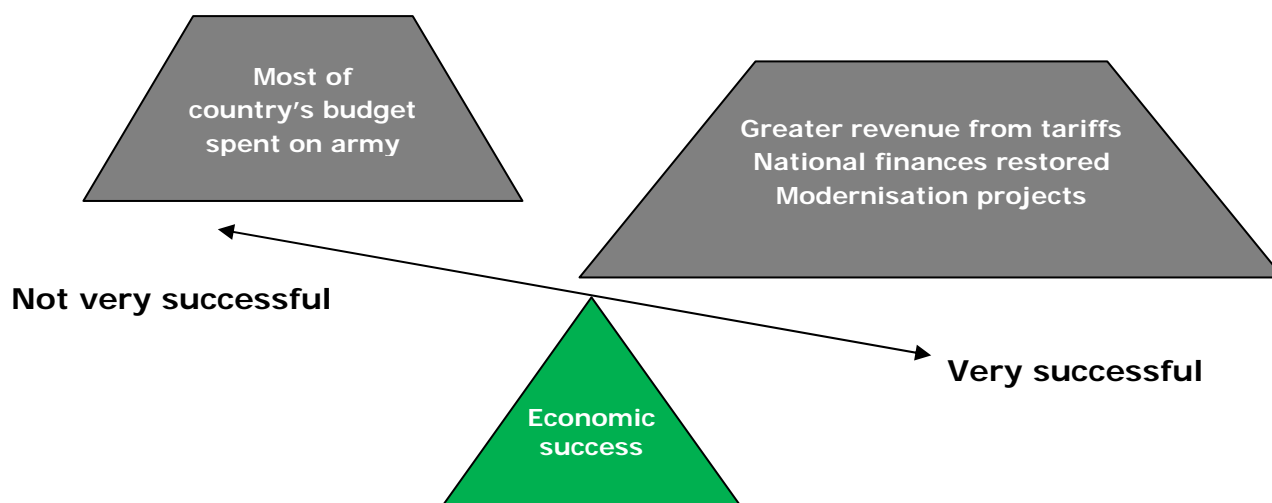 Most of
country's budget
spent on army
Greater revenue from tariffs
National finances restored
Modernisation projects
Not very successful
Very successful
Economic
success